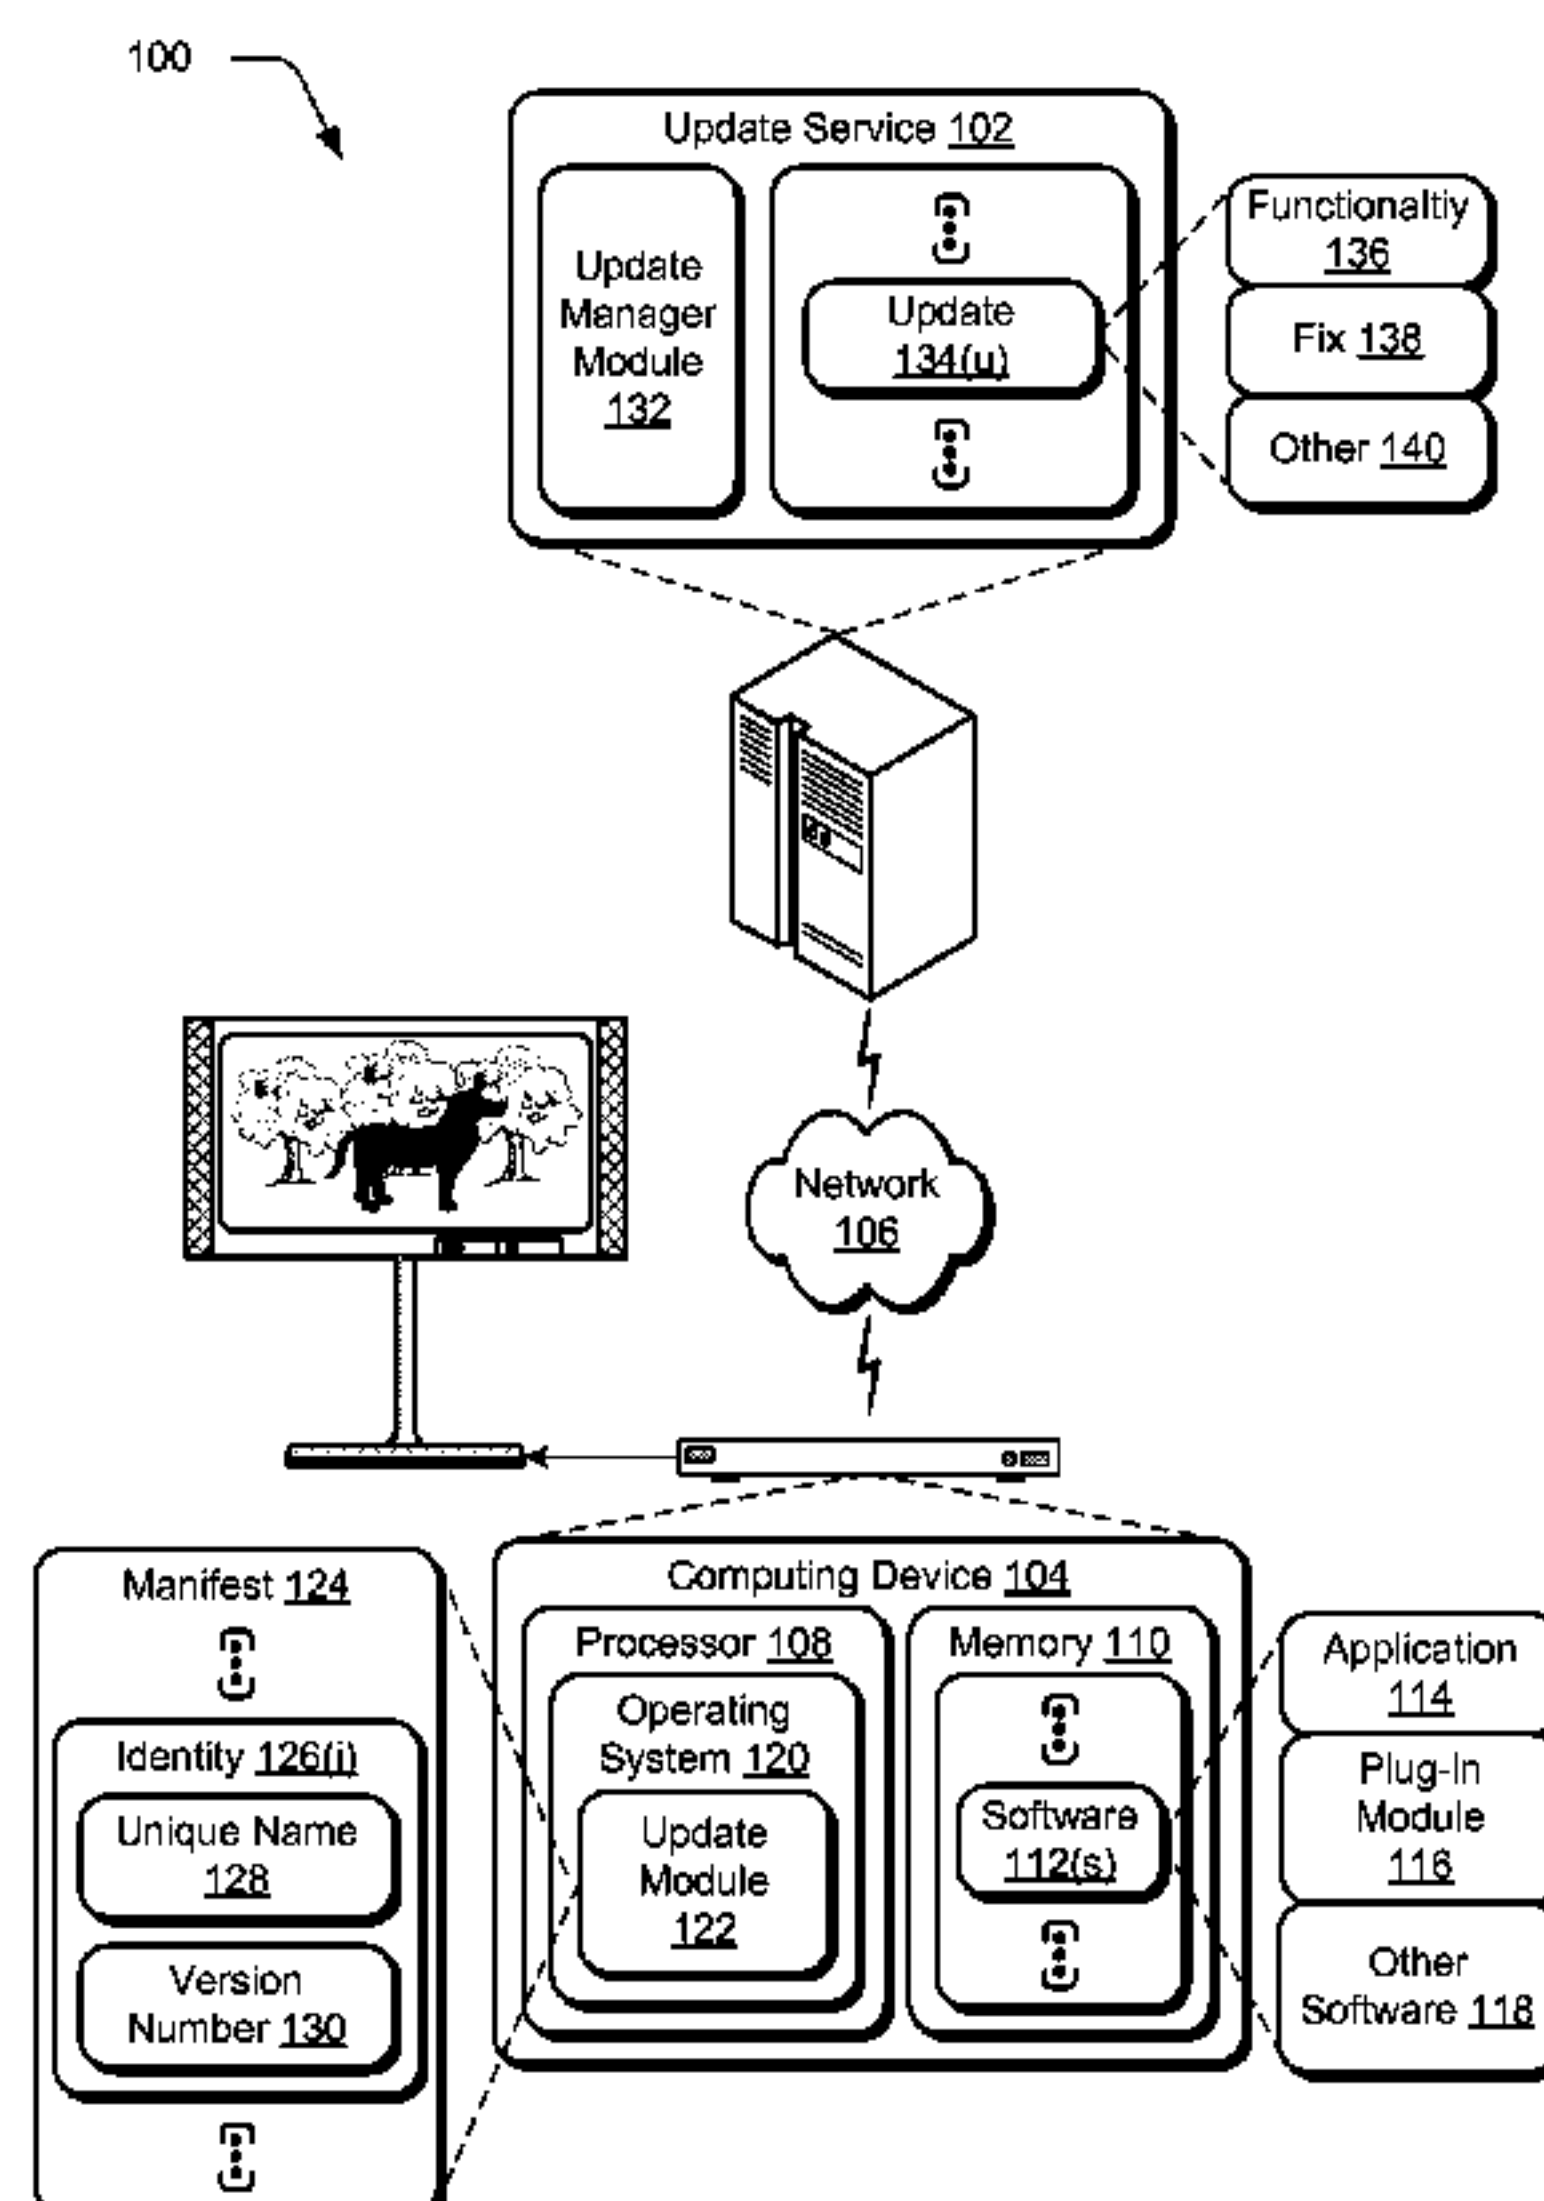 100
Update Service 102
Update
Manager
Module
132
Update
134(u)
Functionaltiy
136
Fix 138
Other 140
Network
106
Manifest 124
Identity 126(i)
Unique Name
128
Version
Number 130
Computing Device 104
Processor 108
Operating
System 120
Update
Module
122
Memory 110
Software
112(s)
Application
114
Plug-In
Module
116
Other
Software 118